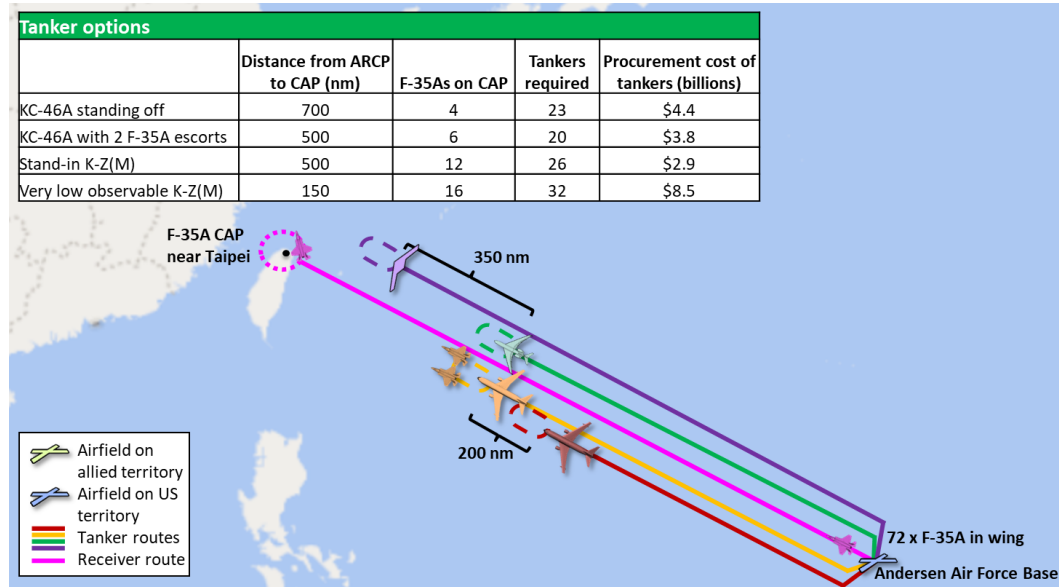 Tanker options
Distance from ARCP to CAP (nm) F-35As on CAP Tankers required Procurement cost of tankers (billions)
KC-46A standing off 700 4 23 $4.4
KC-46A with 2 F-35A escorts 500 6 20 $3.8
Stand-in K-Z(M) 500 12 26 $2.9
Very low observable K-Z(M) 150 16 32 $8.5
F-35A CAP
near Taipei
350 nm
200 nm
Airfield on
allied territory
Airfield on US
territory
Tanker routes
Receiver route
72 x F-35A in wing
Andersen Air Force Base